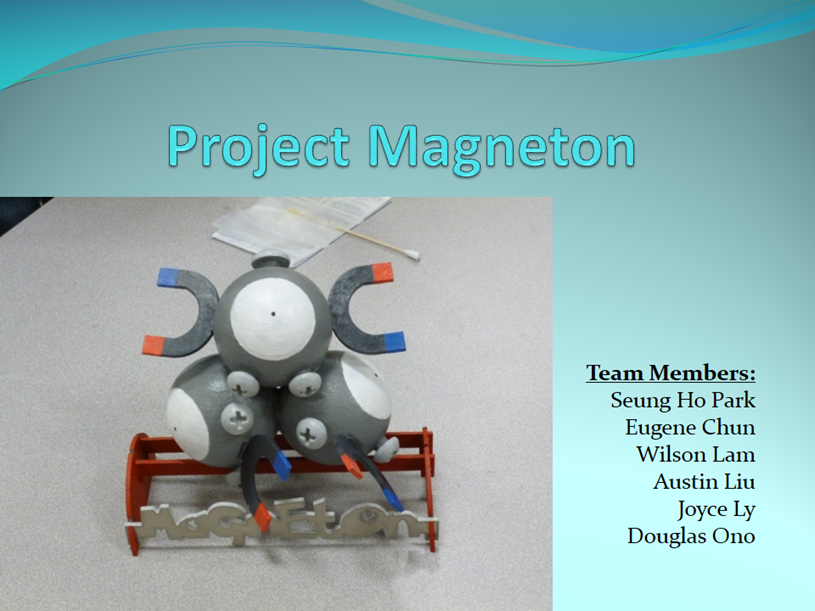 Project Magneton
MagnEton
Team Members:
Seung Ho Park
Eugene Chun
Wilson Lam
Austin Liu
Joyce Ly
Douglas Ono